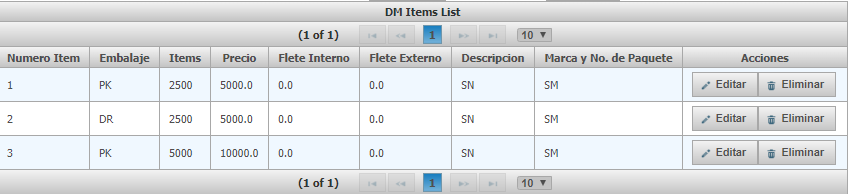 DM Items List
(1 of 1) 1 10
Numero Item Embalaje Items Precio Flete Interno Flete Externo Descripcion Marca y No. de Paquete Acciones
1 PK 2500 5000.0 0.0 0.0 SN SM Editar Eliminar
2 DR 2500 5000.0 0.0 0.0 SN SM Editar Eliminar
3 PK 5000 10000.0 0.0 0.0 SN SM Editar Eliminar
(1 of 1) 1 10